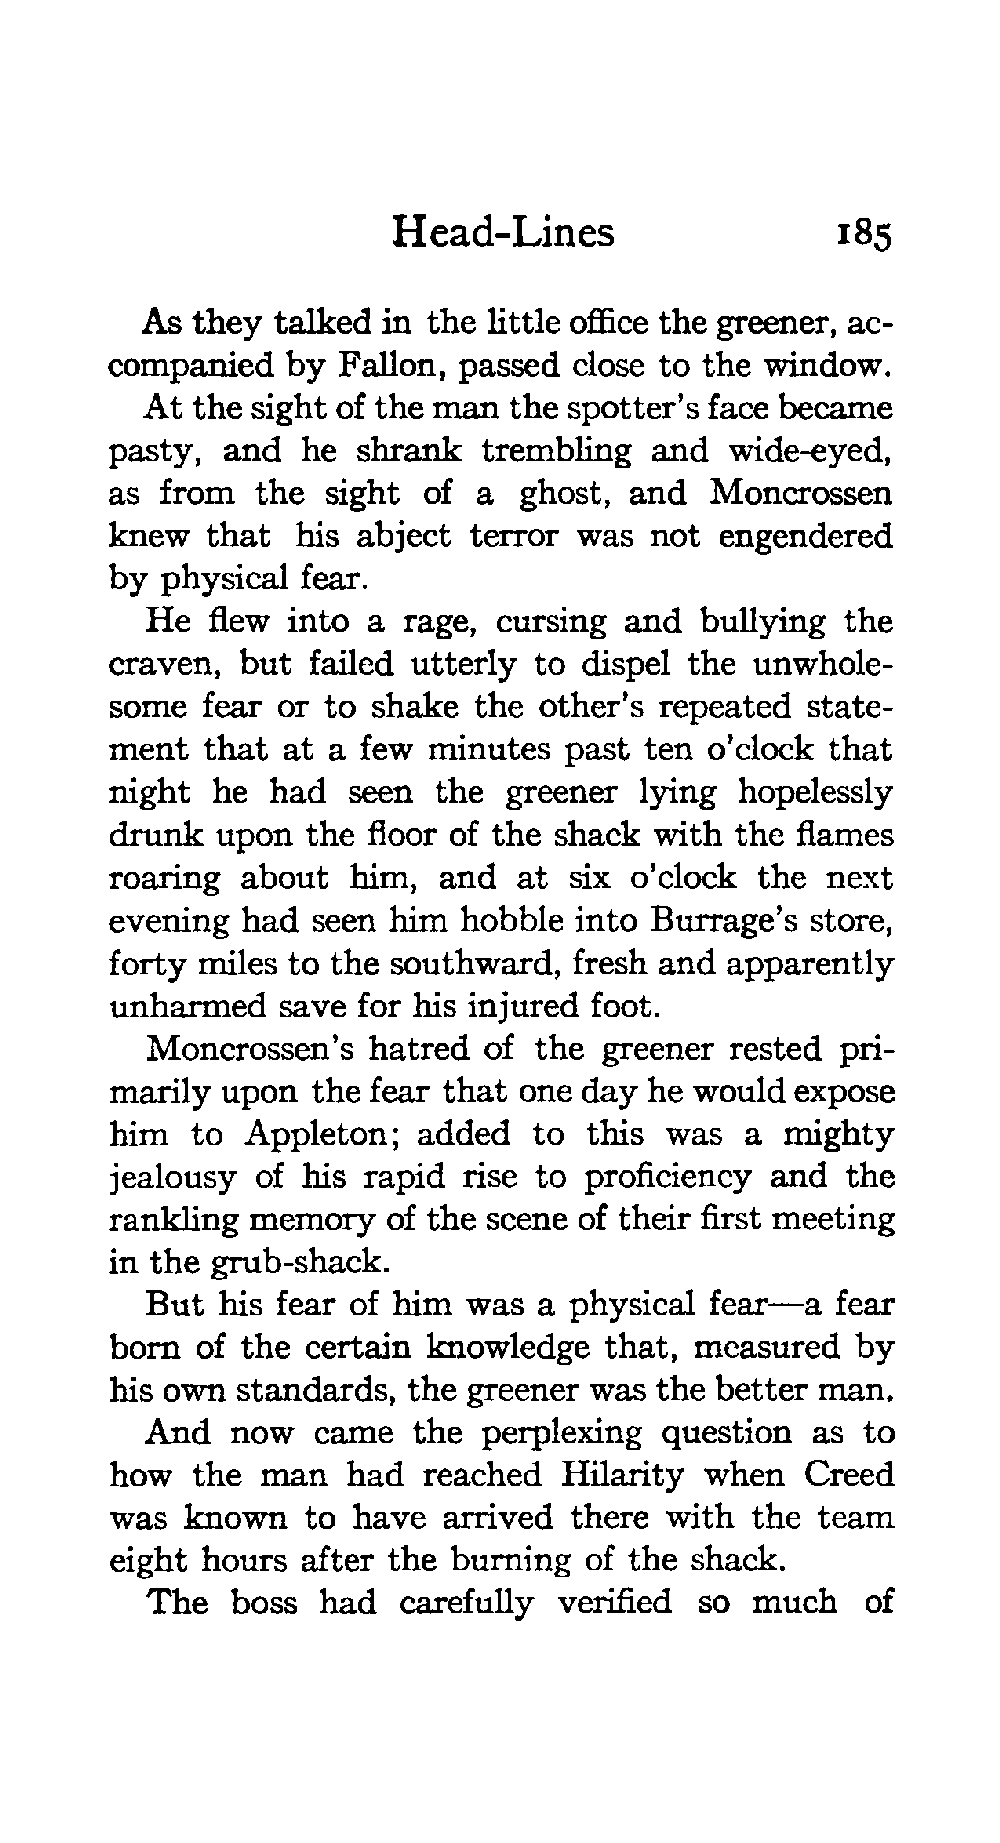 Head-Lines 185
As they talked in the little office the greener, ac-
companied by Fallon, passed close to the window.
At the sight of the man the spotter's face became
pasty, and he shrank trembling and wide-eyed,
as from the sight of a ghost, and Moncrossen
knew that his abject terror was not engendered
by physical fear.
He flew into a rage, cursing and bullying the
craven, but failed utterly to dispel the unwhole-
some fear or to shake the other's repeated state-
ment that at a few minutes past ten o'clock that
night he had seen the greener lying hopelessly
drunk upon the floor of the shack with the flames
roaring about him, and at six o'clock the next
evening had seen him hobble into Burrage's store,
forty miles to the southward, fresh and apparently
unharmed save for his injured foot.
Moncrossen's hatred of the greener rested pri-
marily upon the fear that one day he would expose
him to Appleton; added to this was a mighty
jealousy of his rapid rise to proficiency and the
rankling memory of the scene of their first meeting
in the grub-shack.
But his fear of him was a physical fear—a fear
born of the certain knowledge that, measured by
his own standards, the greener was the better man.
And now came the perplexing question as to
how the man had reached Hilarity when Creed
was known to have arrived there with the team
eight hours after the burning of the shack.
The boss had carefully verified so much of